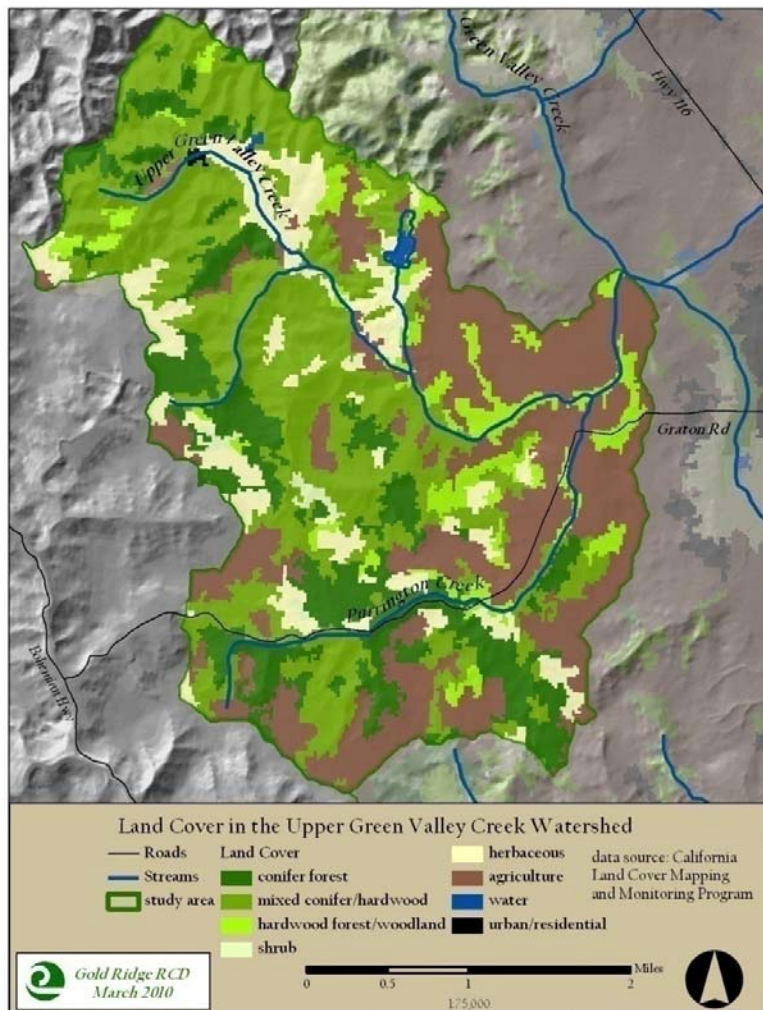 Green Valley Creek
Hwy 116
Upper Green Valley Creek
Graton Rd
Purrington Creek
Bohemian Hwy
Land Cover in the Upper Green Valley Creek Watershed
Roads
Streams
study area
Land Cover
conifer forest
mixed conifer/hardwood
hardwood forest/woodland
shrub
herbaceous
agriculture
water
urban/residential
data source: California
Land Cover Mapping
and Monitoring Program
Gold Ridge RCD
March 2010
Miles
0 0.5 1 2
1:75,000